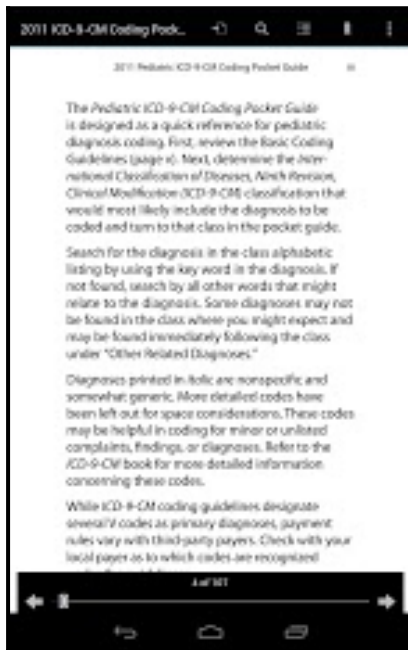 2011 ICD-9-CM Coding Pock...
2011 Pediatric ICD-9-CM Coding Pocket Guide iii
The Pediatric ICD-9-CM Coding Pocket Guide
is designed as a quick reference for pediatric
diagnosis coding. First, review the Basic Coding
Guidelines (page v). Next, determine the Inter-
national Classification of Diseases, Ninth Revision,
Clinical Modification (ICD-9-CM) classification that
would most likely include the diagnosis to be
coded and turn to that class in the pocket guide.
Search for the diagnosis in the class alphabetic
listing by using the key word in the diagnosis. If
not found, search by all other words that might
relate to the diagnosis. Some diagnoses may not
be found in the class where you might expect and
may be found immediately following the class
under "Other Related Diagnoses."
Diagnoses printed in italic are nonspecific and
somewhat generic. More detailed codes have
been left out for space considerations. These codes
may be helpful in coding for minor or unlisted
complaints, findings, or diagnoses. Refer to the
ICD-9-CM book for more detailed information
concerning these codes.
While ICD-9-CM coding guidelines designate
several V codes as primary diagnoses, payment
rules vary with third-party payers. Check with your
local payer as to which codes are recognized
4 of 107